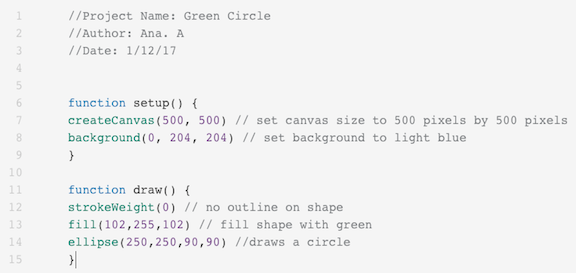 1 //Project Name: Green Circle
2 //Author: Ana. A
3 //Date: 1/12/17
4
5
6 function setup() {
7 createCanvas(500, 500) // set canvas size to 500 pixels by 500 pixels
8 background(0, 204, 204) // set background to light blue
9 }
10
11 function draw() {
12 strokeWeight(0) // no outline on shape
13 fill(102,255,102) // fill shape with green
14 ellipse(250,250,90,90) //draws a circle
15 }